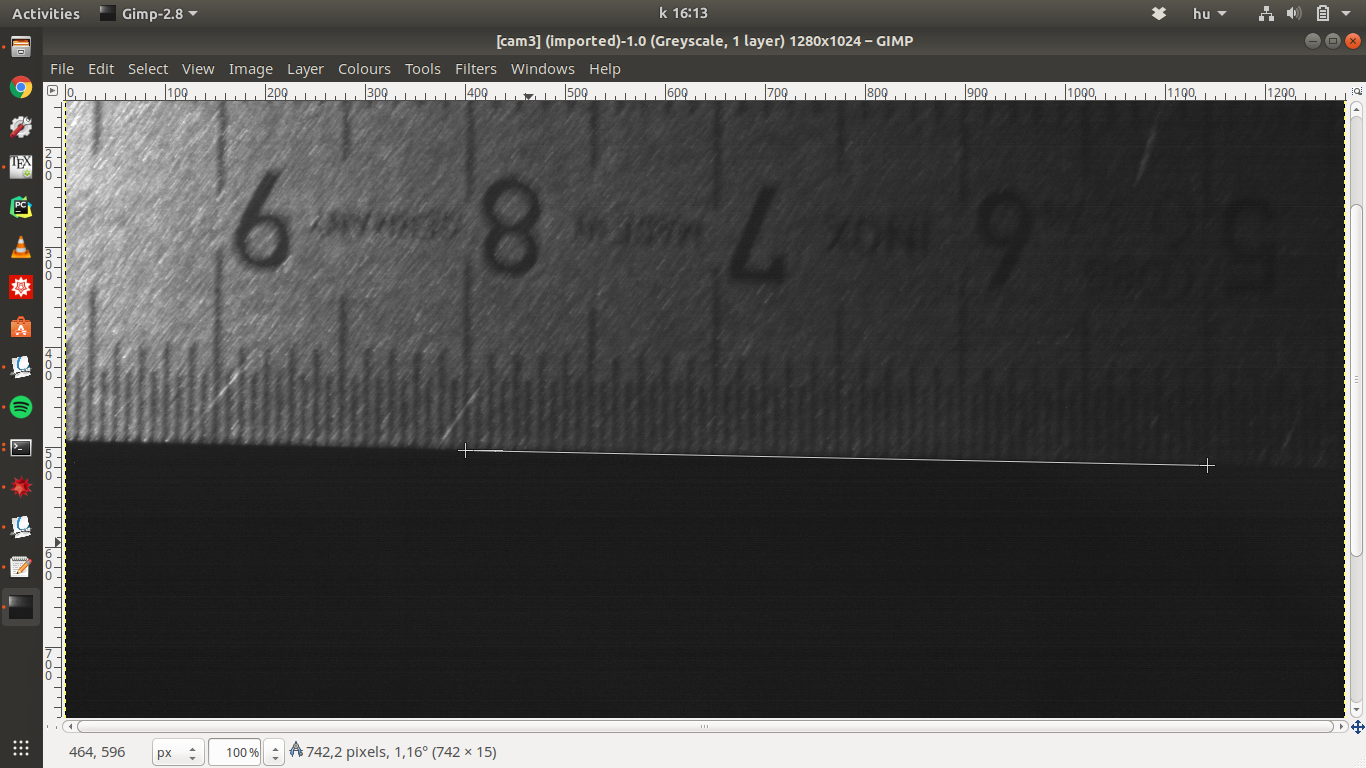 Activities Gimp-2.8 k 16:13 hu
[cam3] (imported)-1.0 (Greyscale, 1 layer) 1280x1024 – GIMP
File Edit Select View Image Layer Colours Tools Filters Windows Help
0 100 200 300 400 500 600 700 800 900 1000 1100 1200
200
300
400
500
600
700
6 8 7 9 5
464, 596 px 100 % 742,2 pixels, 1,16° (742 × 15)